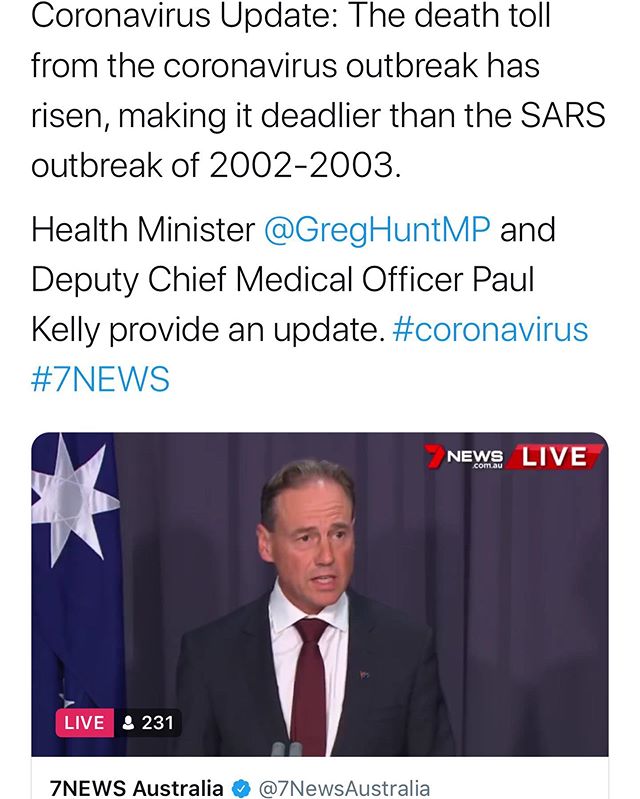 Coronavirus Update: The death toll
from the coronavirus outbreak has
risen, making it deadlier than the SARS
outbreak of 2002-2003.
Health Minister @GregHuntMP and
Deputy Chief Medical Officer Paul
Kelly provide an update. #coronavirus
#7NEWS
7NEWS LIVE
.com.au
LIVE 231
7NEWS Australia @7NewsAustralia